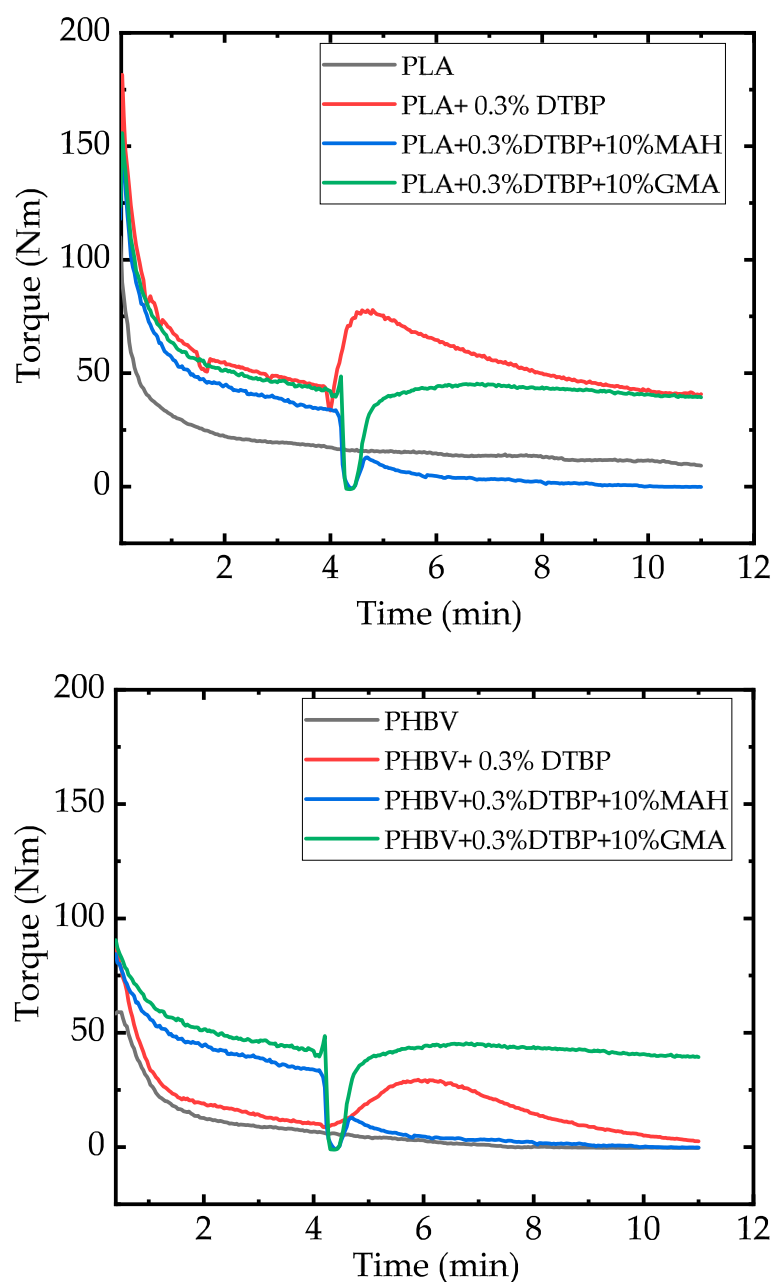 200
150
100
50
0
Torque (Nm)
PLA
PLA+ 0.3% DTBP
PLA+0.3%DTBP+10%MAH
PLA+0.3%DTBP+10%GMA
2 4 6 8 10 12
Time (min)
200
150
100
50
0
Torque (Nm)
PHBV
PHBV+ 0.3% DTBP
PHBV+0.3%DTBP+10%MAH
PHBV+0.3%DTBP+10%GMA
2 4 6 8 10 12
Time (min)